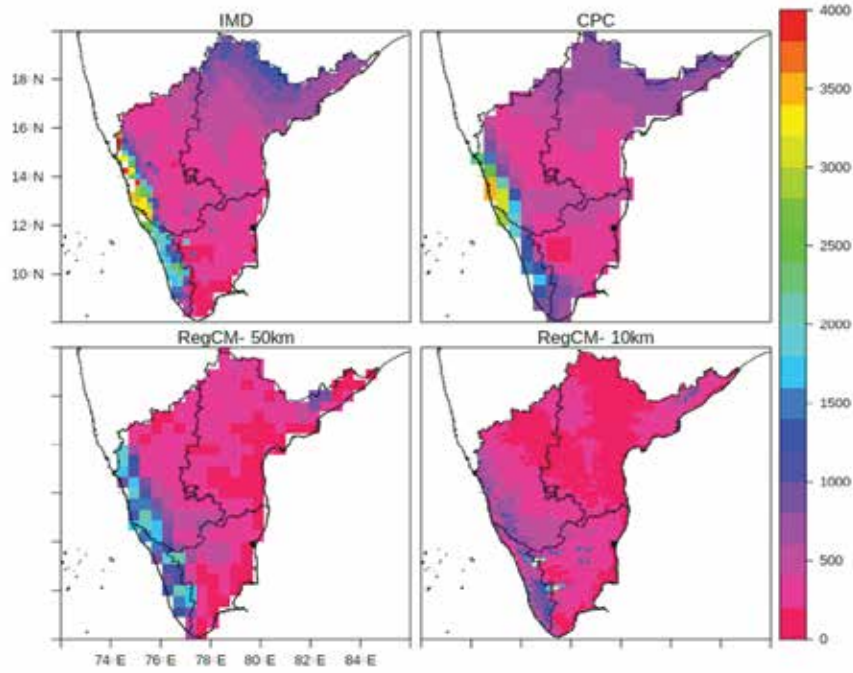 IMD
CPC
18 N
16 N
14 N
12 N
10 N
RegCM- 50km
RegCM- 10km
74 E 76 E 78 E 80 E 82 E 84 E
4000
3500
3000
2500
2000
1500
1000
500
0